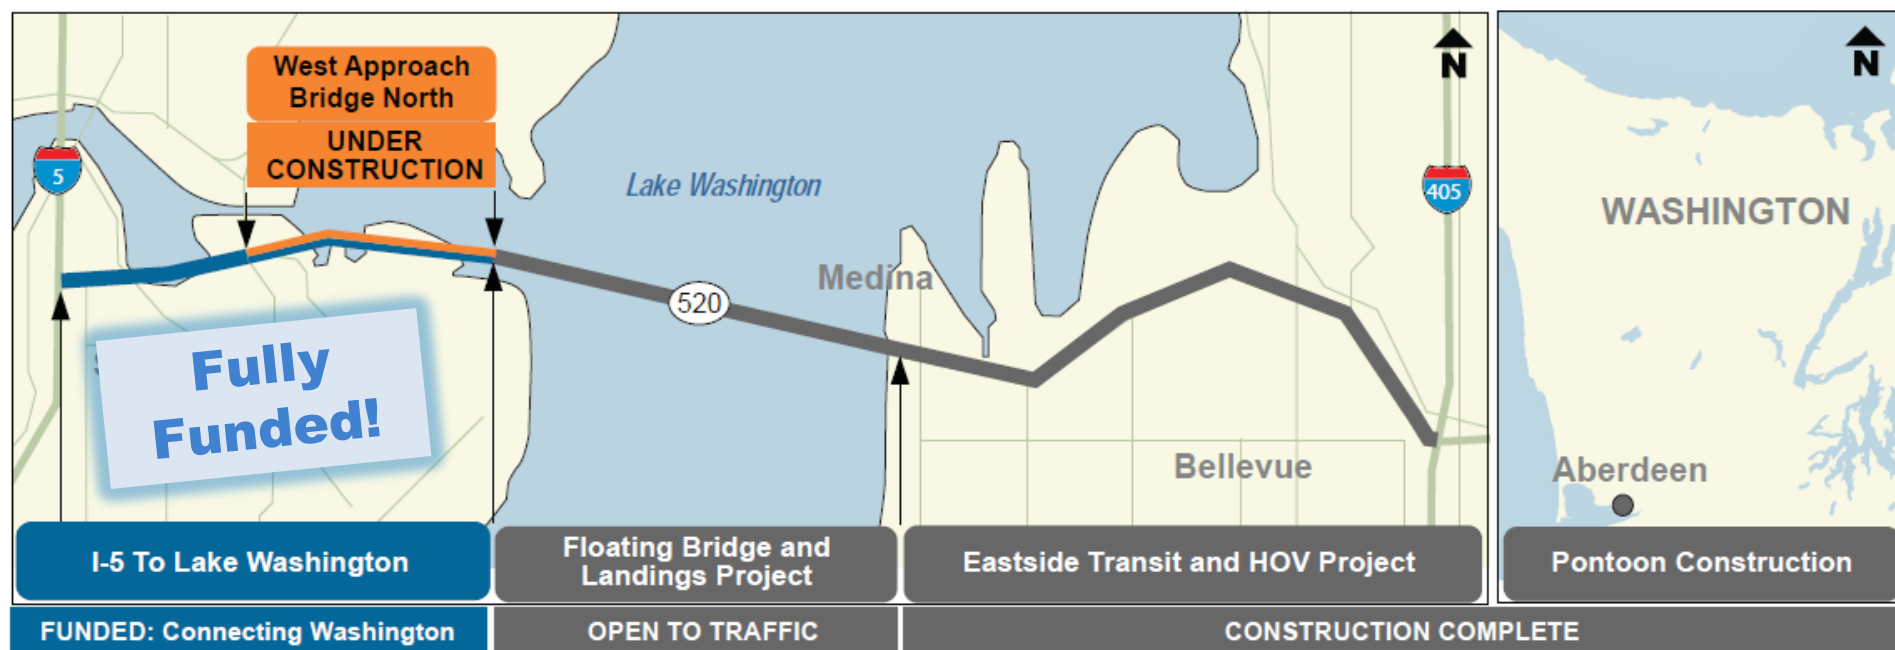 West Approach
Bridge North
UNDER
CONSTRUCTION
N
5
Lake Washington
405
520
Medina
Fully
Funded!
Bellevue
I-5 To Lake Washington
Floating Bridge and
Landings Project
Eastside Transit and HOV Project
FUNDED: Connecting Washington
OPEN TO TRAFFIC
CONSTRUCTION COMPLETE
N
WASHINGTON
Aberdeen
Pontoon Construction